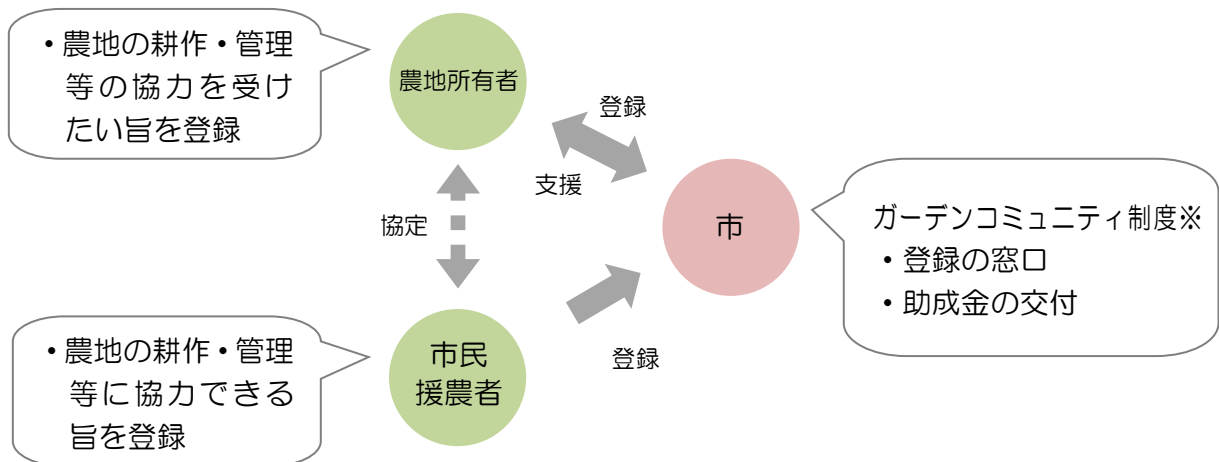 ・農地の耕作・管理
等の協力を受け
たい旨を登録
農地所有者
登録
支援
協定
市
ガーデンコミュニティ制度※
・登録の窓口
・助成金の交付
・農地の耕作・管理
等に協力できる
旨を登録
市民
援農者
登録